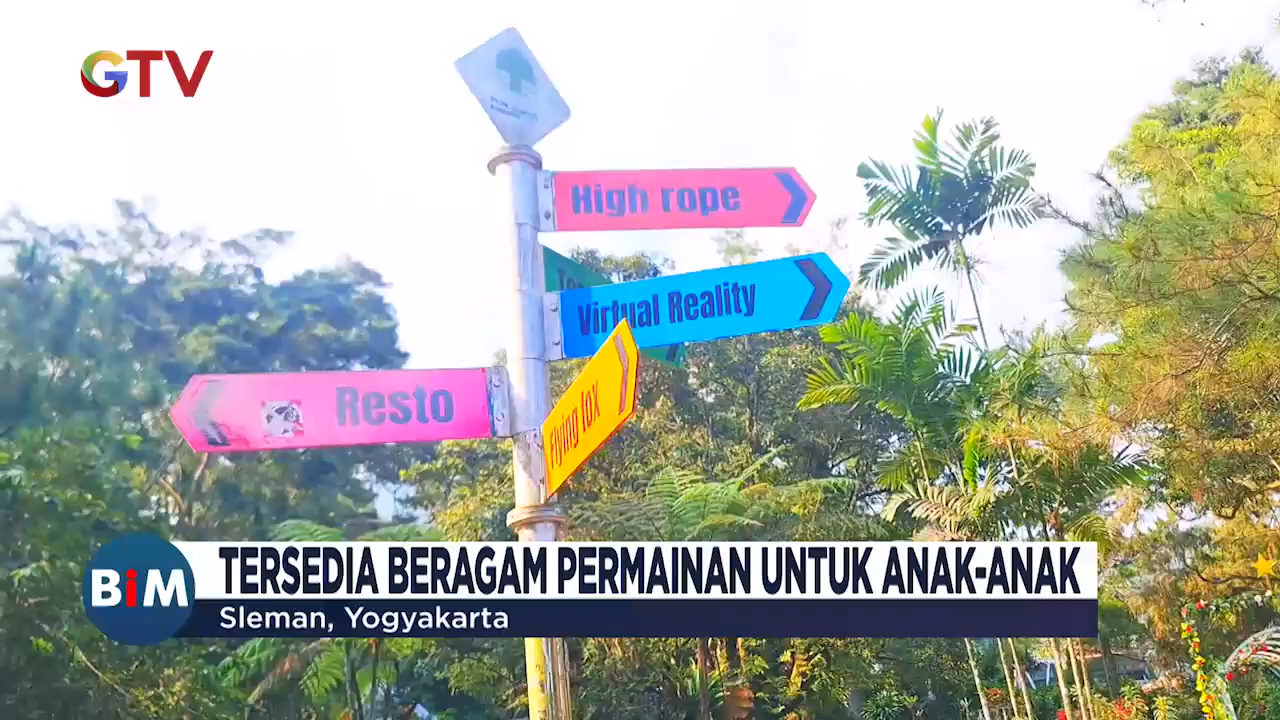 GTV
High rope
Virtual Reality
Resto
Flying fox
BiM
TERSEDIA BERAGAM PERMAINAN UNTUK ANAK-ANAK
Sleman, Yogyakarta